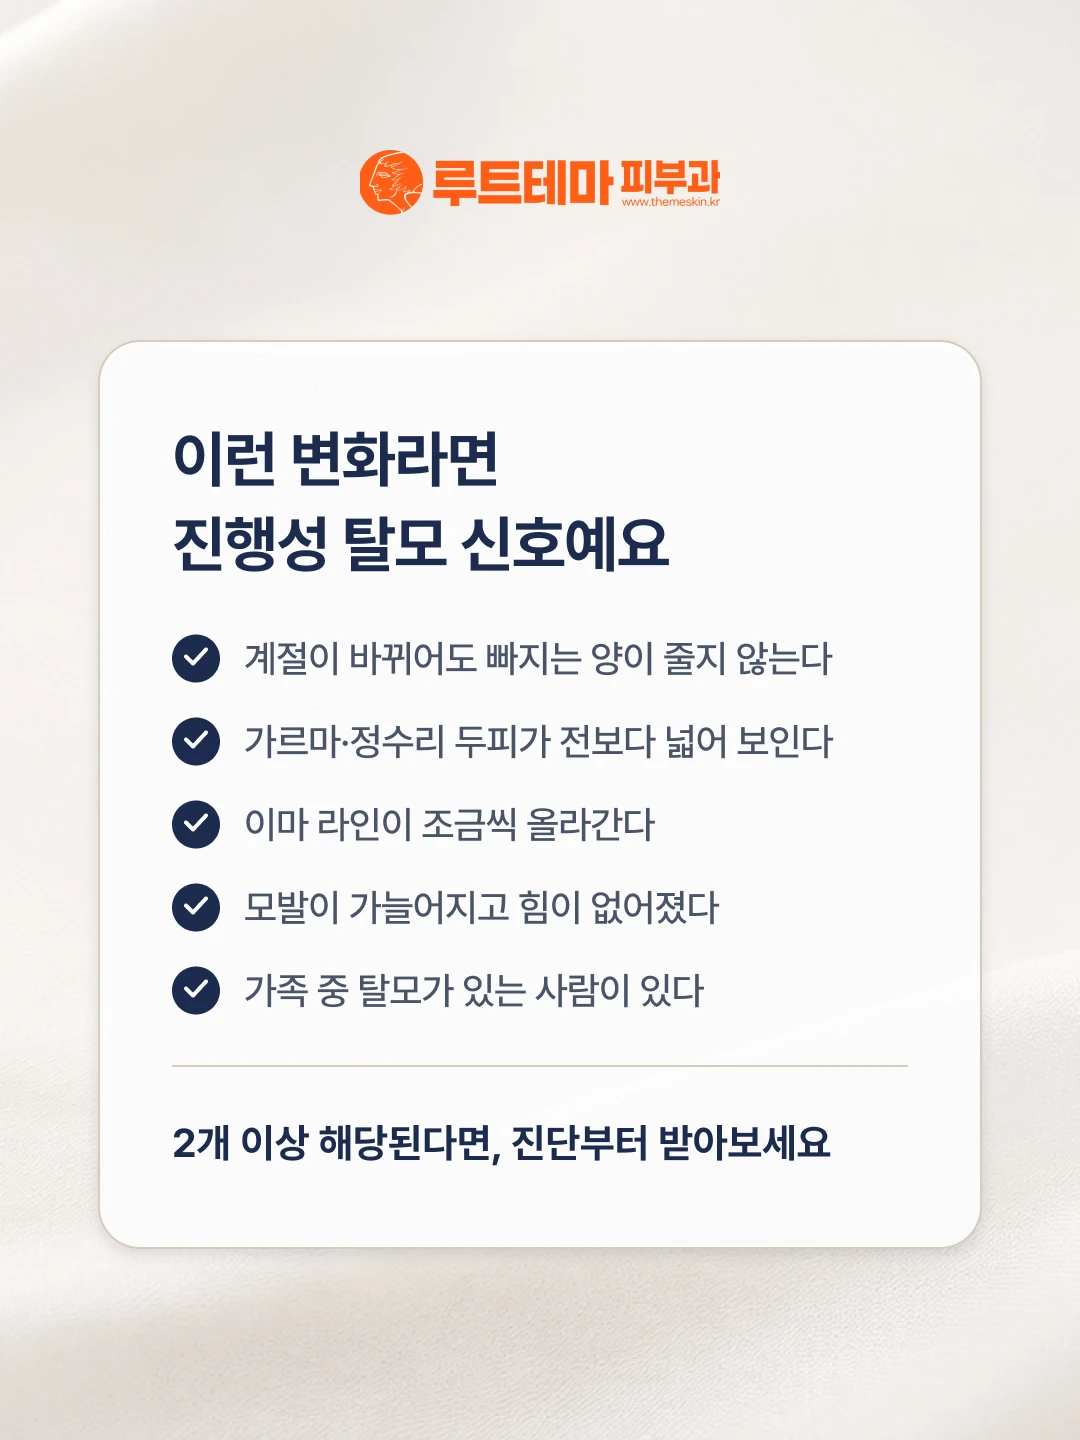 루트테마 피부과
www.themeskin.kr
이런 변화라면
진행성 탈모 신호예요
계절이 바뀌어도 빠지는 양이 줄지 않는다
가르마·정수리 두피가 전보다 넓어 보인다
이마 라인이 조금씩 올라간다
모발이 가늘어지고 힘이 없어졌다
가족 중 탈모가 있는 사람이 있다
2개 이상 해당된다면, 진단부터 받아보세요